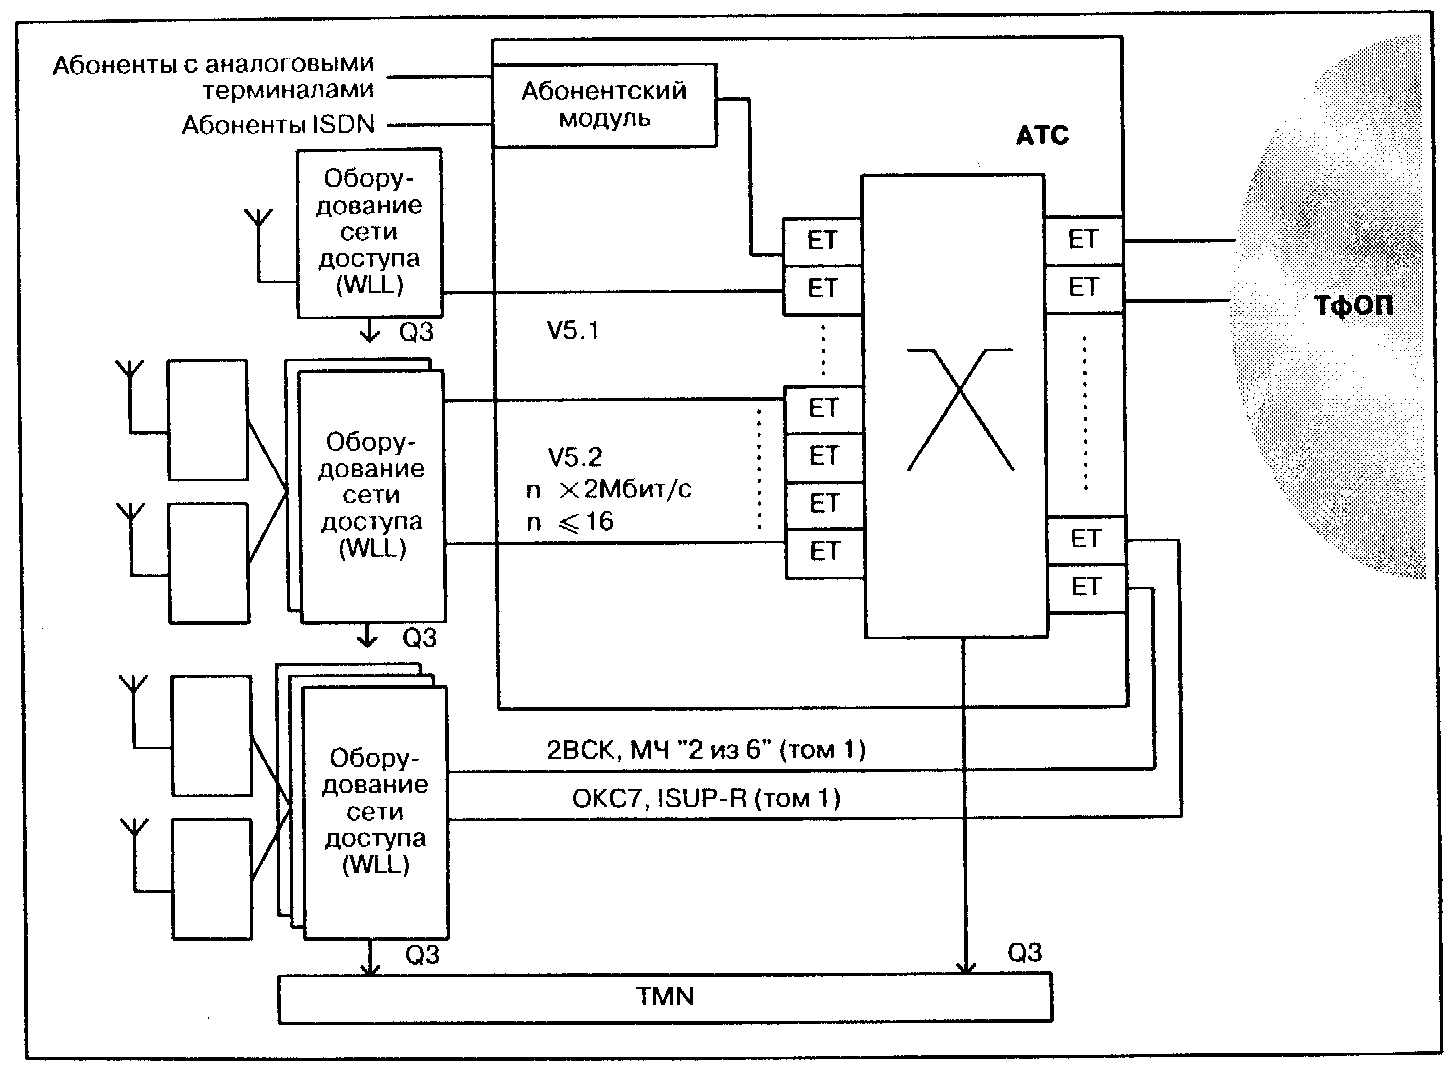 Абоненты с аналоговыми
терминалами
Абоненты ISDN
Абонентский
модуль
АТС
Обору-
дование
сети
доступа
(WLL)
Q3
ET
ET
ET
ET
ТфОП
V5.1
Обору-
дование
сети
доступа
(WLL)
Q3
V5.2
n ×2Мбит/с
n ⩽16
ET
ET
ET
ET
ET
ET
Обору-
дование
сети
доступа
(WLL)
Q3
2ВСК, МЧ "2 из 6" (том 1)
ОКС7, ISUP-R (том 1)
Q3
TMN